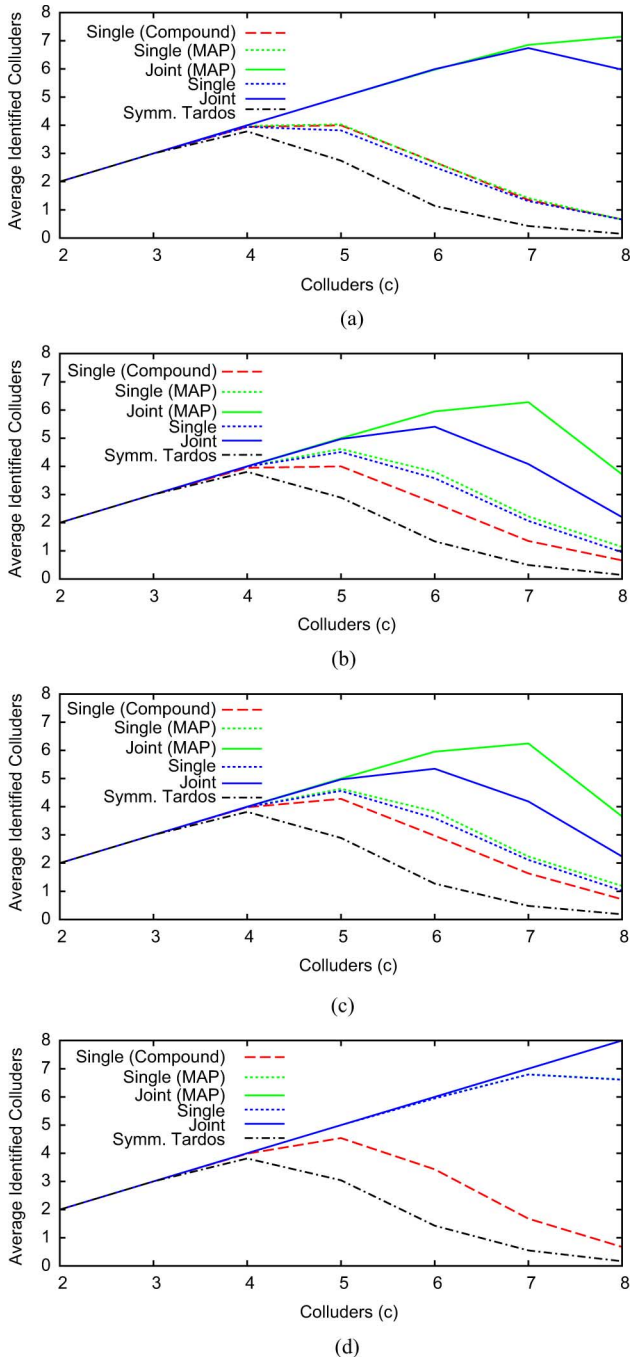 Average Identified Colluders
8
7
6
5
4
3
2
1
0
Single (Compound)
Single (MAP)
Joint (MAP)
Single
Joint
Symm. Tardos
2 3 4 5 6 7 8
Colluders (c)
(a)
Average Identified Colluders
8
7
6
5
4
3
2
1
0
Single (Compound)
Single (MAP)
Joint (MAP)
Single
Joint
Symm. Tardos
2 3 4 5 6 7 8
Colluders (c)
(b)
Average Identified Colluders
8
7
6
5
4
3
2
1
0
Single (Compound)
Single (MAP)
Joint (MAP)
Single
Joint
Symm. Tardos
2 3 4 5 6 7 8
Colluders (c)
(c)
Average Identified Colluders
8
7
6
5
4
3
2
1
0
Single (Compound)
Single (MAP)
Joint (MAP)
Single
Joint
Symm. Tardos
2 3 4 5 6 7 8
Colluders (c)
(d)